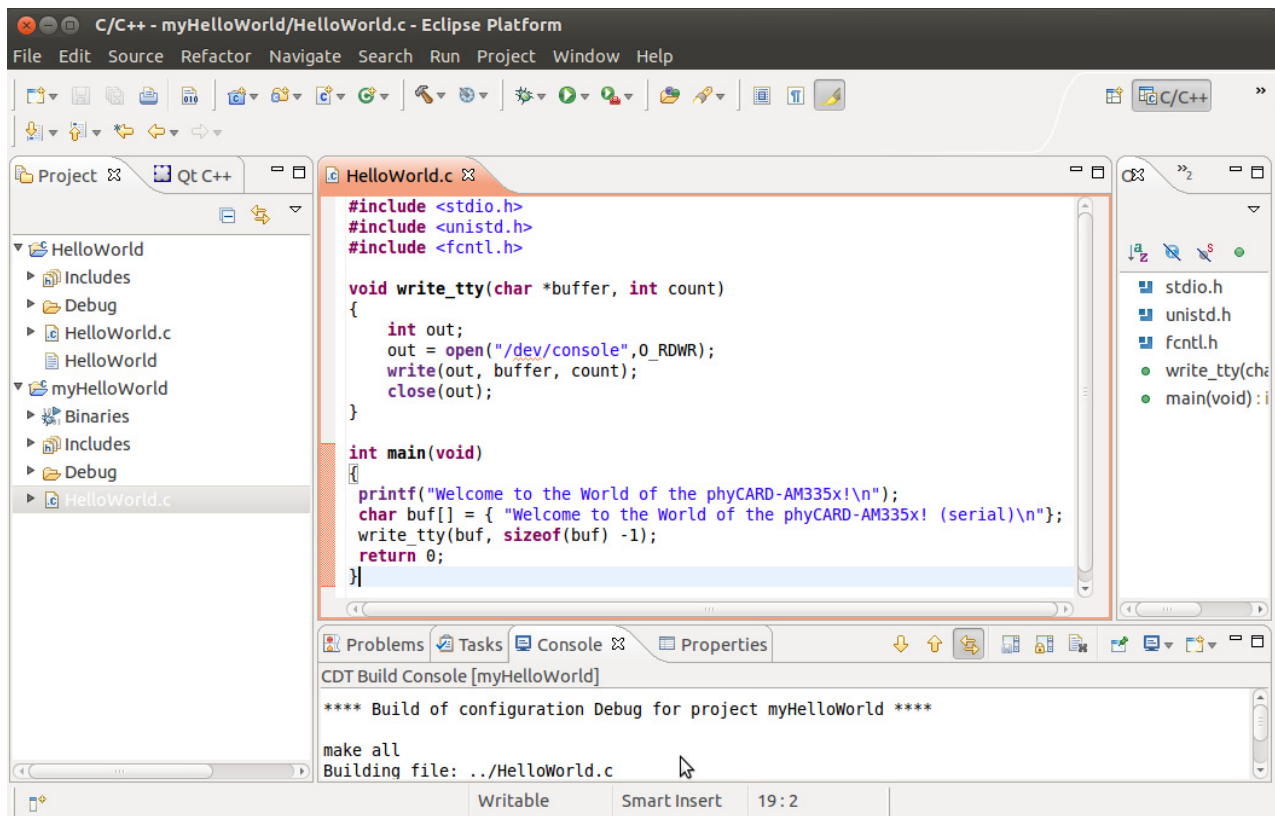 C/C++ - myHelloWorld/HelloWorld.c - Eclipse Platform
File Edit Source Refactor Navigate Search Run Project Window Help
C/C++ »
Project Qt C++
HelloWorld
Includes
Debug
HelloWorld.c
HelloWorld
myHelloWorld
Binaries
Includes
Debug
HelloWorld.c
HelloWorld.c
#include <stdio.h>
#include <unistd.h>
#include <fcntl.h>
void write_tty(char *buffer, int count)
{
    int out;
    out = open("/dev/console",O_RDWR);
    write(out, buffer, count);
    close(out);
}
int main(void)
{
 printf("Welcome to the World of the phyCARD-AM335x!\n");
 char buf[] = { "Welcome to the World of the phyCARD-AM335x! (serial)\n"};
 write_tty(buf, sizeof(buf) -1);
 return 0;
}
»2
stdio.h
unistd.h
fcntl.h
write_tty(cha
main(void) : i
Problems Tasks Console Properties
CDT Build Console [myHelloWorld]
**** Build of configuration Debug for project myHelloWorld ****
make all
Building file: ../HelloWorld.c
Writable Smart Insert 19 : 2